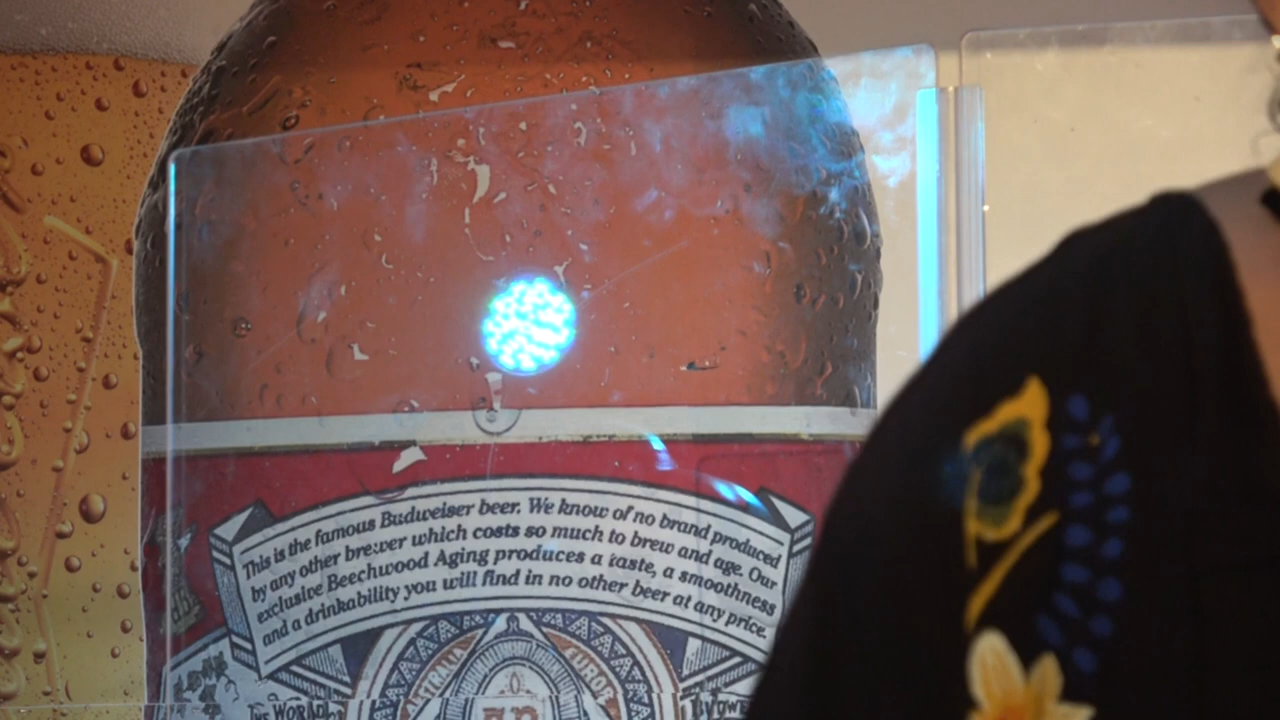 This is the famous Budweiser beer. We know of no brand produced
by any other brewer which costs so much to brew and age. Our
exclusive Beechwood Aging produces a taste, a smoothness
and a drinkability you will find in no other beer at any price.
THE WORLD